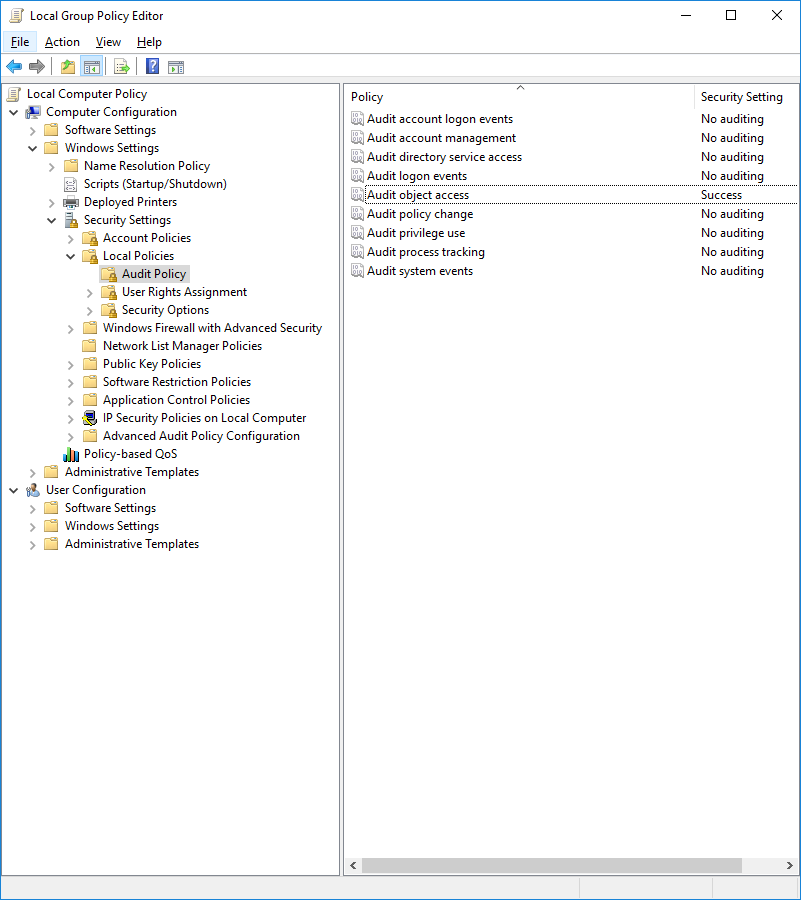 Local Group Policy Editor
File Action View Help
Local Computer Policy
Computer Configuration
Software Settings
Windows Settings
Name Resolution Policy
Scripts (Startup/Shutdown)
Deployed Printers
Security Settings
Account Policies
Local Policies
Audit Policy
User Rights Assignment
Security Options
Windows Firewall with Advanced Security
Network List Manager Policies
Public Key Policies
Software Restriction Policies
Application Control Policies
IP Security Policies on Local Computer
Advanced Audit Policy Configuration
Policy-based QoS
Administrative Templates
User Configuration
Software Settings
Windows Settings
Administrative Templates
Policy Security Setting
Audit account logon events No auditing
Audit account management No auditing
Audit directory service access No auditing
Audit logon events No auditing
Audit object access Success
Audit policy change No auditing
Audit privilege use No auditing
Audit process tracking No auditing
Audit system events No auditing